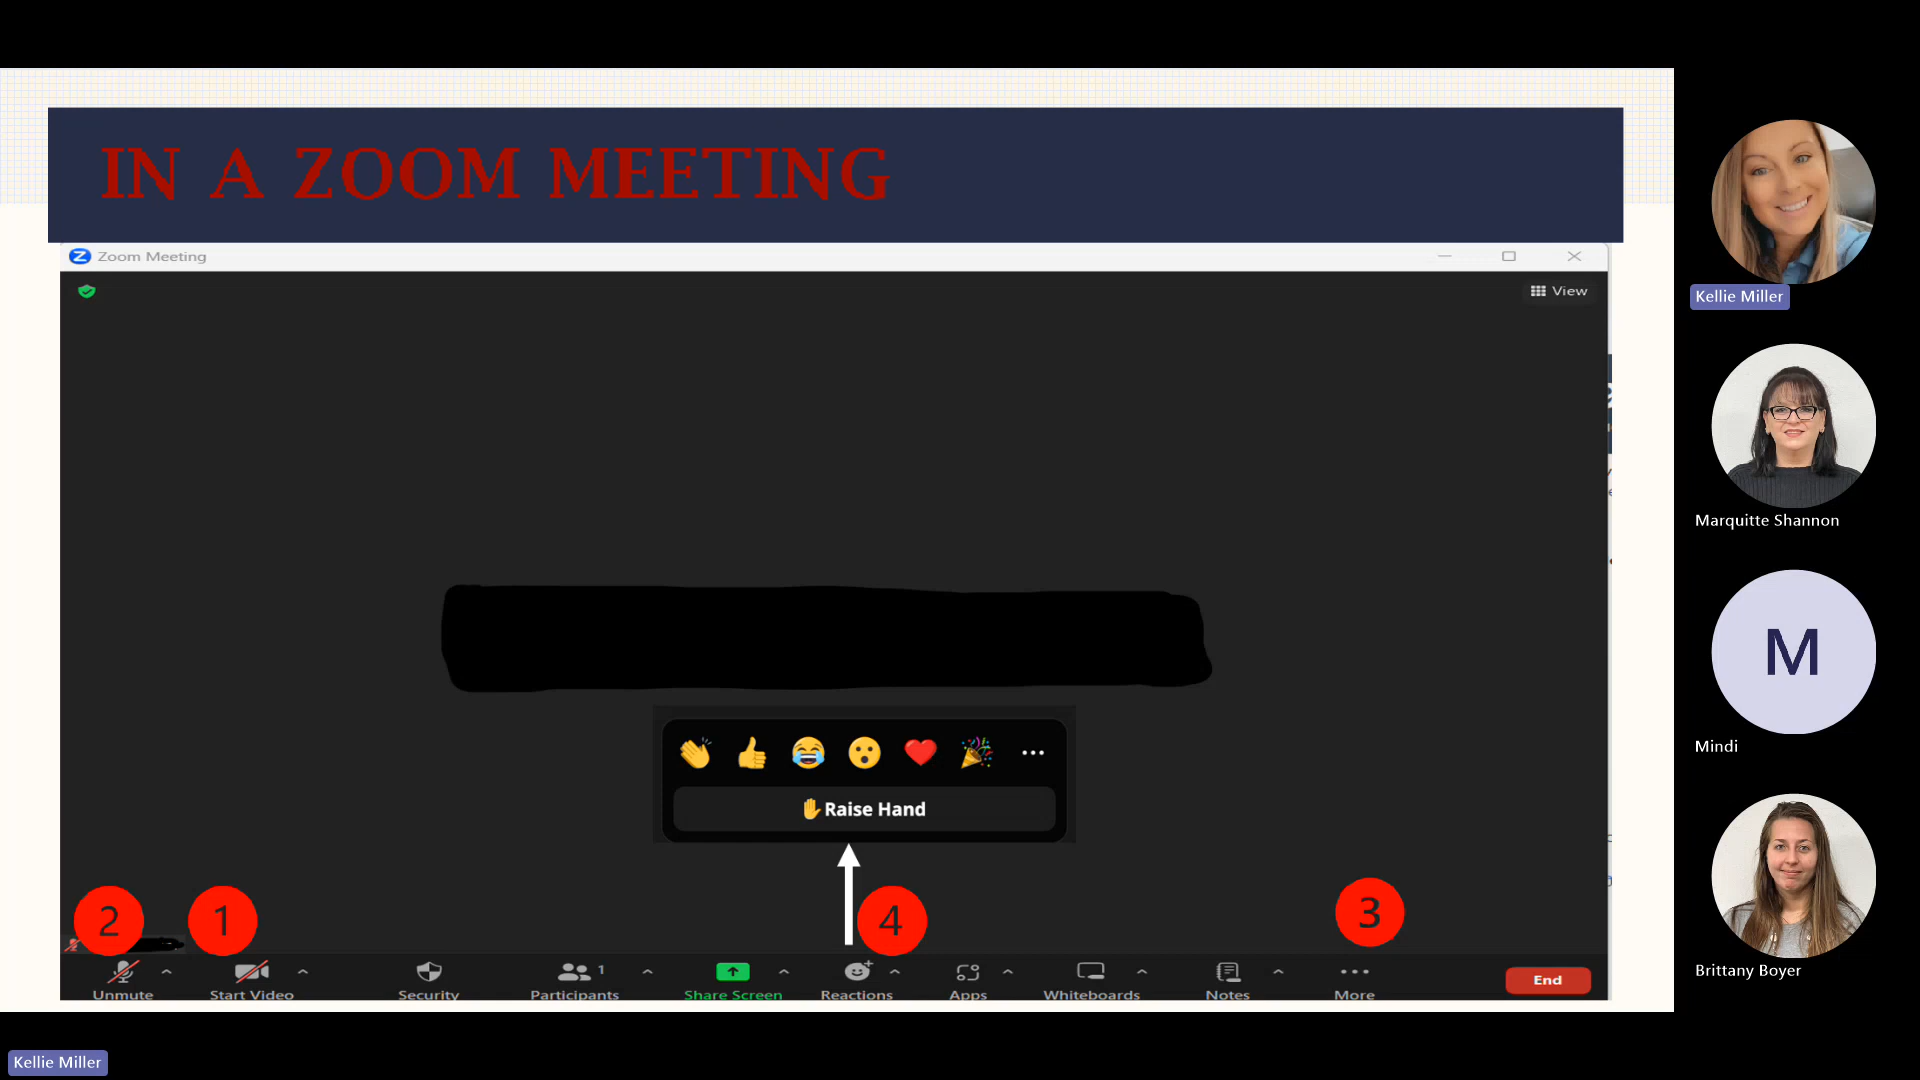 IN A ZOOM MEETING
Zoom Meeting
View
Raise Hand
2
1
4
3
1
Unmute
Start Video
Security
Participants
Share Screen
Reactions
Apps
Whiteboards
Notes
More
End
Kellie Miller
Marquitte Shannon
M
Mindi
Brittany Boyer
Kellie Miller